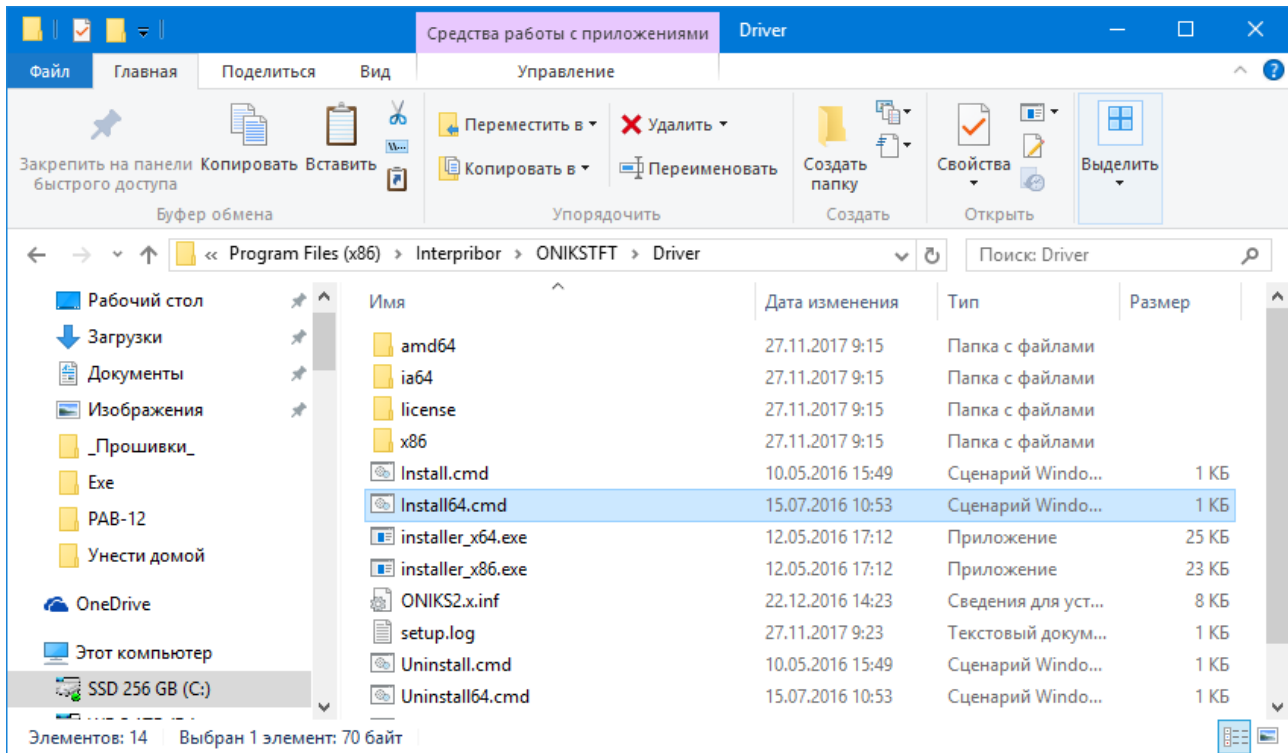 Средства работы с приложениями
Driver
Файл Главная Поделиться Вид Управление
Закрепить на панели быстрого доступа
Копировать
Вставить
Переместить в
Копировать в
Удалить
Переименовать
Создать папку
Свойства
Выделить
Буфер обмена Упорядочить Создать Открыть
« Program Files (x86) > Interpribor > ONIKSTFT > Driver
Поиск: Driver
Рабочий стол
Загрузки
Документы
Изображения
_Прошивки_
Exe
PAB-12
Унести домой
OneDrive
Этот компьютер
SSD 256 GB (C:)
Имя Дата изменения Тип Размер
amd64 27.11.2017 9:15 Папка с файлами
ia64 27.11.2017 9:15 Папка с файлами
license 27.11.2017 9:15 Папка с файлами
x86 27.11.2017 9:15 Папка с файлами
Install.cmd 10.05.2016 15:49 Сценарий Windo... 1 КБ
Install64.cmd 15.07.2016 10:53 Сценарий Windo... 1 КБ
installer_x64.exe 12.05.2016 17:12 Приложение 25 КБ
installer_x86.exe 12.05.2016 17:12 Приложение 23 КБ
ONIKS2.x.inf 22.12.2016 14:23 Сведения для уст... 8 КБ
setup.log 27.11.2017 9:23 Текстовый докум... 1 КБ
Uninstall.cmd 10.05.2016 15:49 Сценарий Windo... 1 КБ
Uninstall64.cmd 15.07.2016 10:53 Сценарий Windo... 1 КБ
Элементов: 14 Выбран 1 элемент: 70 байт